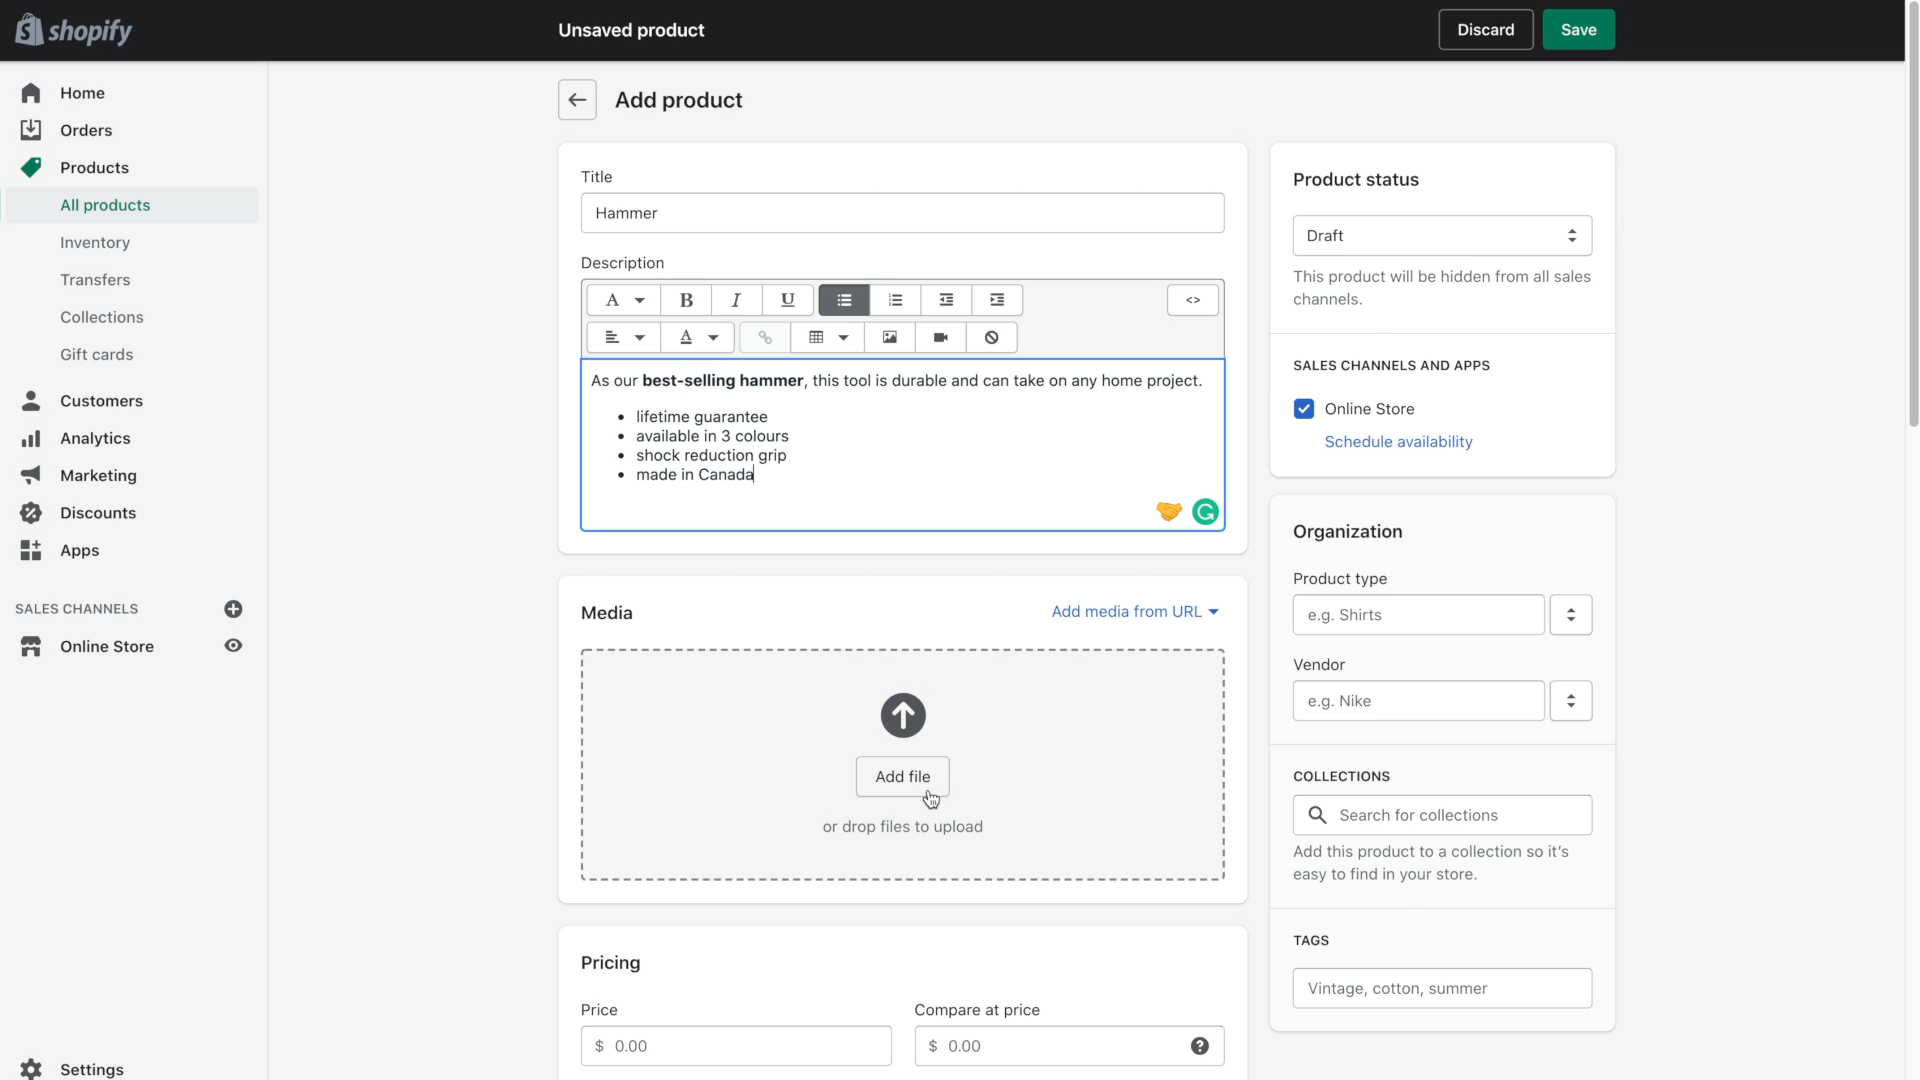 shopify
Unsaved product
Discard
Save
Home
Orders
Products
All products
Inventory
Transfers
Collections
Gift cards
Customers
Analytics
Marketing
Discounts
Apps
SALES CHANNELS
Online Store
Settings
Add product
Title
Hammer
Description
A
B
I
U
<>
A
As our best-selling hammer, this tool is durable and can take on any home project.
• lifetime guarantee
• available in 3 colours
• shock reduction grip
• made in Canada
Media
Add media from URL
Add file
or drop files to upload
Pricing
Price
Compare at price
$ 0.00
$ 0.00
Product status
Draft
This product will be hidden from all sales
channels.
SALES CHANNELS AND APPS
Online Store
Schedule availability
Organization
Product type
e.g. Shirts
Vendor
e.g. Nike
COLLECTIONS
Search for collections
Add this product to a collection so it's
easy to find in your store.
TAGS
Vintage, cotton, summer